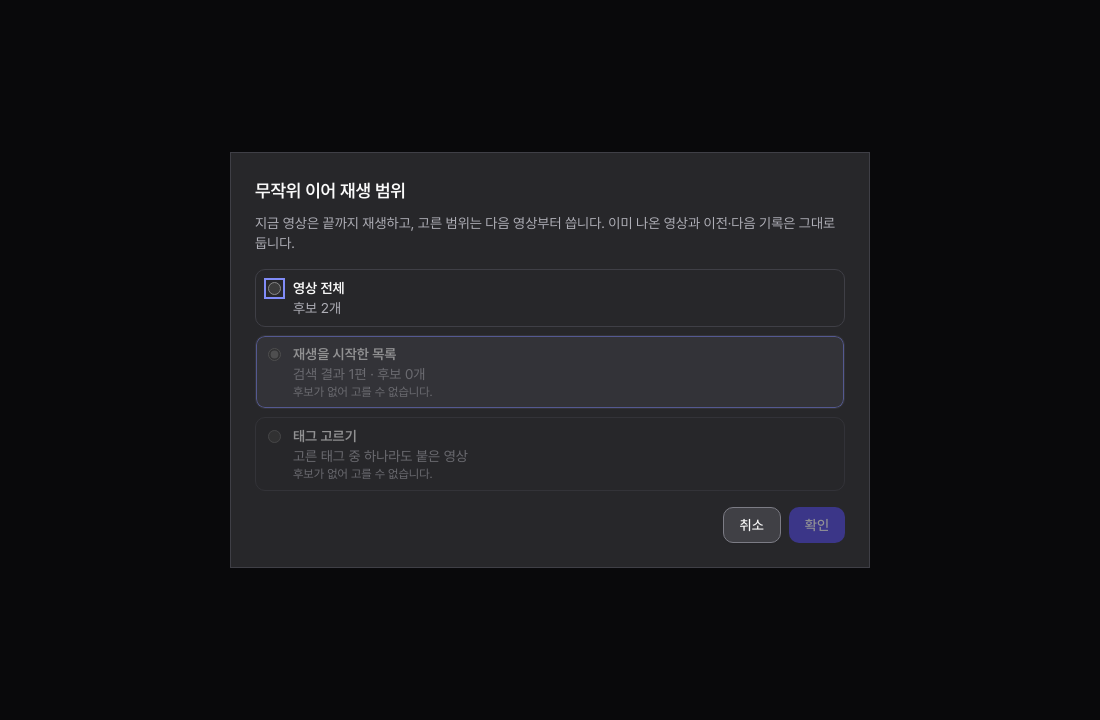 무작위 이어 재생 범위
지금 영상은 끝까지 재생하고, 고른 범위는 다음 영상부터 씁니다. 이미 나온 영상과 이전·다음 기록은 그대로
둡니다.
영상 전체
후보 2개
재생을 시작한 목록
검색 결과 1편 · 후보 0개
후보가 없어 고를 수 없습니다.
태그 고르기
고른 태그 중 하나라도 붙은 영상
후보가 없어 고를 수 없습니다.
취소 확인